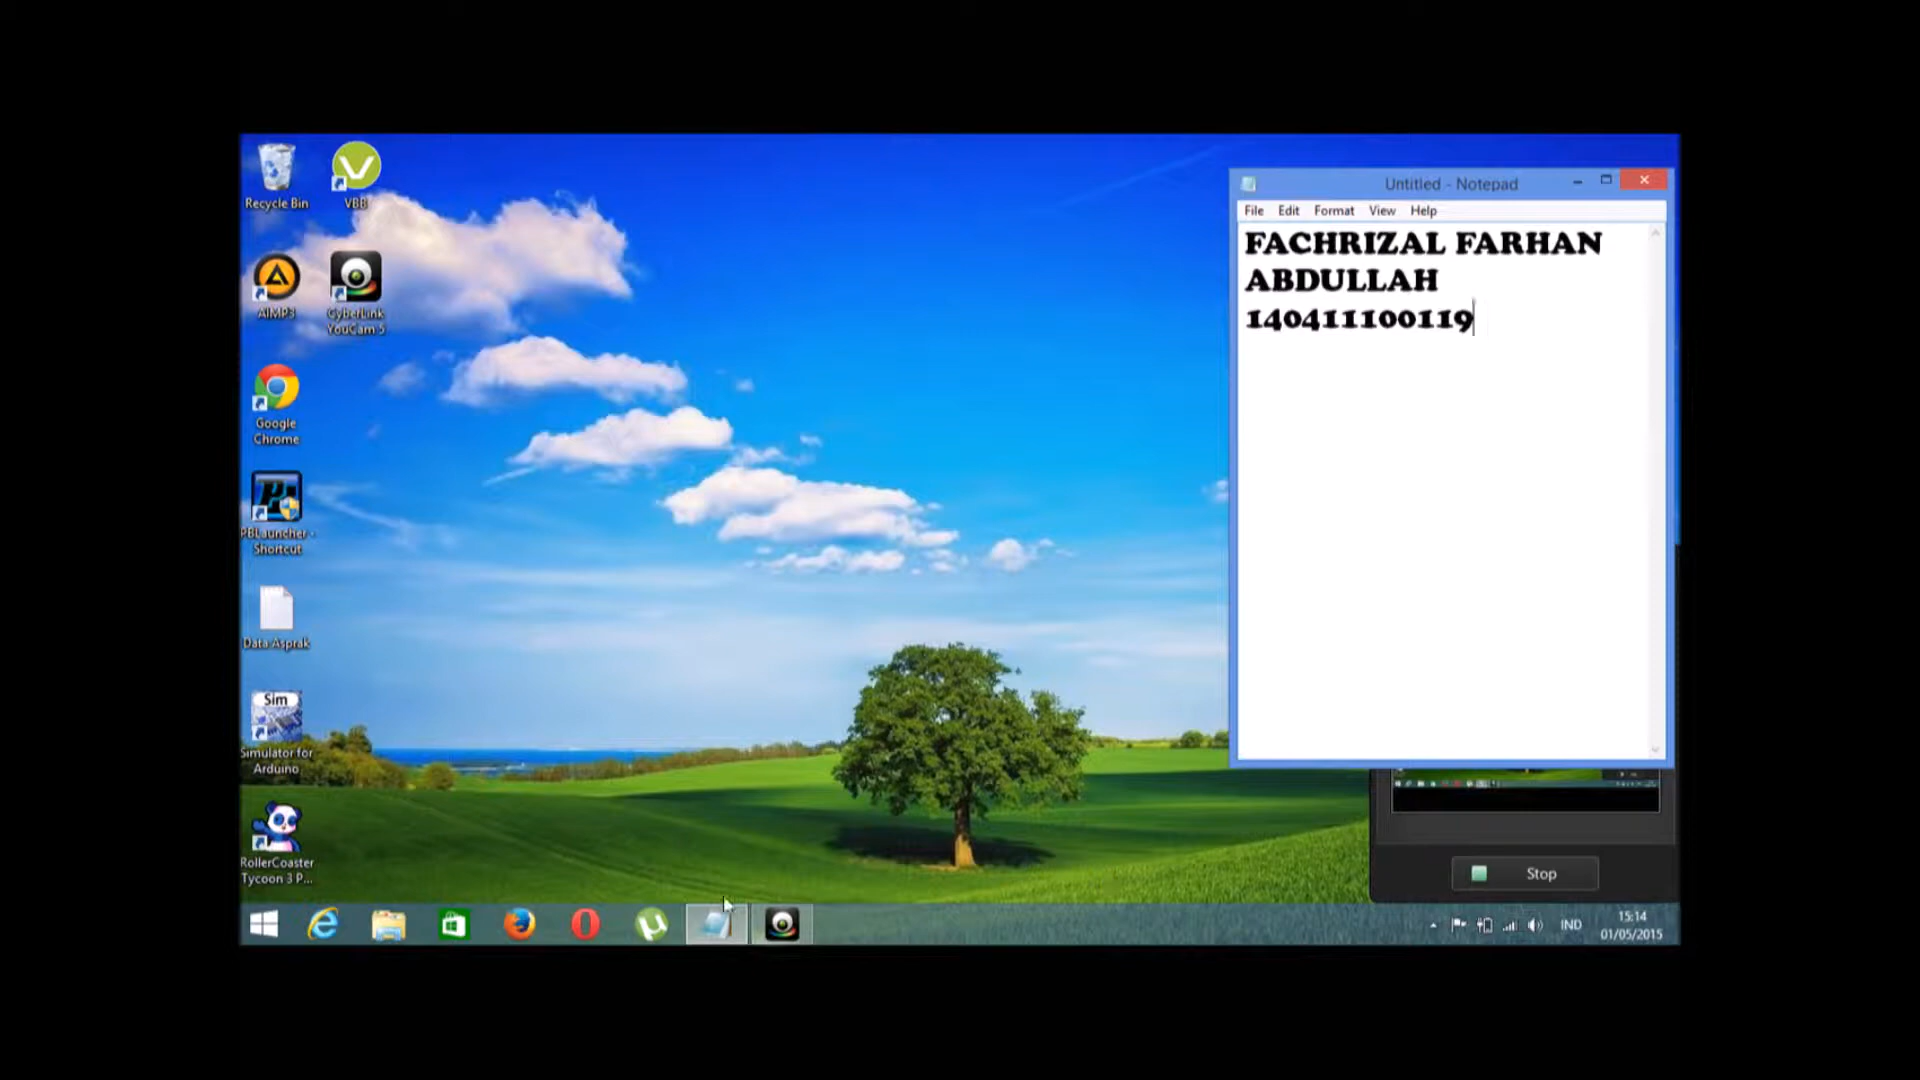 Recycle Bin
VBB
AIMP3
CyberLink
YouCam 5
Google
Chrome
PBLauncher -
Shortcut
Data Asprak
Sim
Simulator for
Arduino
RollerCoaster
Tycoon 3 P...
Untitled - Notepad
File Edit Format View Help
FACHRIZAL FARHAN
ABDULLAH
140411100119
Stop
IND
15:14
01/05/2015